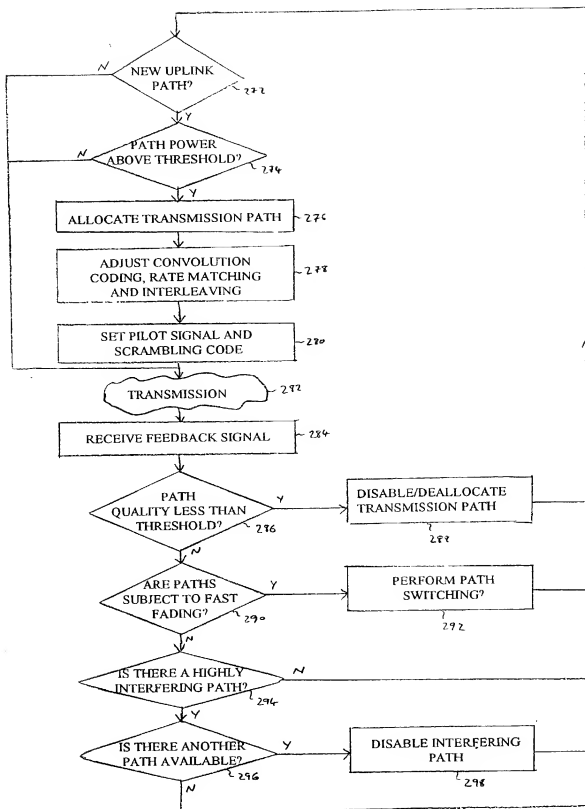 N
NEW UPLINK
PATH?
272
Y
N
PATH POWER
ABOVE THRESHOLD?
274
Y
ALLOCATE TRANSMISSION PATH
276
ADJUST CONVOLUTION
CODING, RATE MATCHING
AND INTERLEAVING
278
SET PILOT SIGNAL AND
SCRAMBLING CODE
280
TRANSMISSION
282
RECEIVE FEEDBACK SIGNAL
284
PATH
QUALITY LESS THAN
THRESHOLD?
286
Y
DISABLE/DEALLOCATE
TRANSMISSION PATH
288
N
ARE PATHS
SUBJECT TO FAST
FADING?
290
Y
PERFORM PATH
SWITCHING?
292
N
IS THERE A HIGHLY
INTERFERING PATH?
294
N
Y
IS THERE ANOTHER
PATH AVAILABLE?
296
Y
DISABLE INTERFERING
PATH
298
N